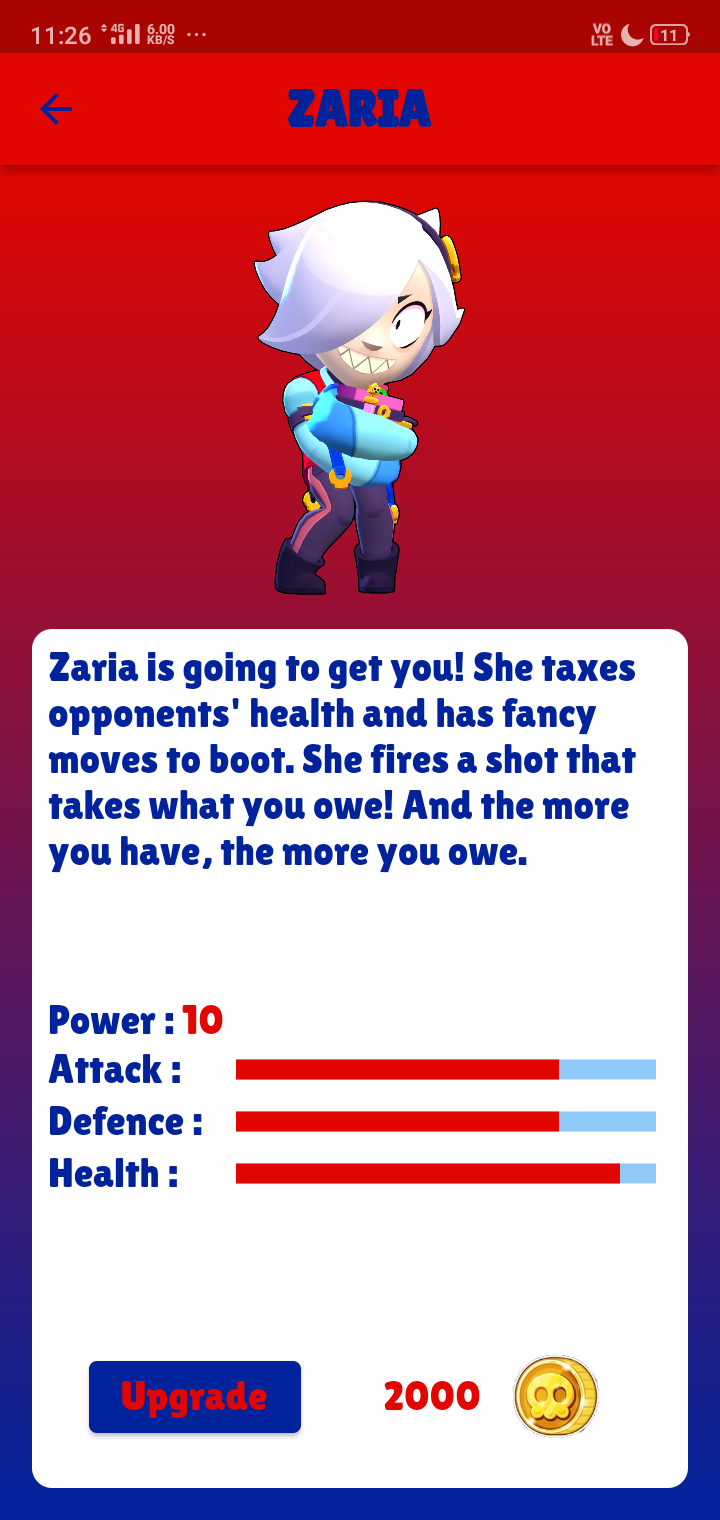 11:26 4G 6.00 KB/S ... VO LTE 11
ZARIA
Zaria is going to get you! She taxes
opponents' health and has fancy
moves to boot. She fires a shot that
takes what you owe! And the more
you have, the more you owe.
Power : 10
Attack :
Defence :
Health :
Upgrade 2000